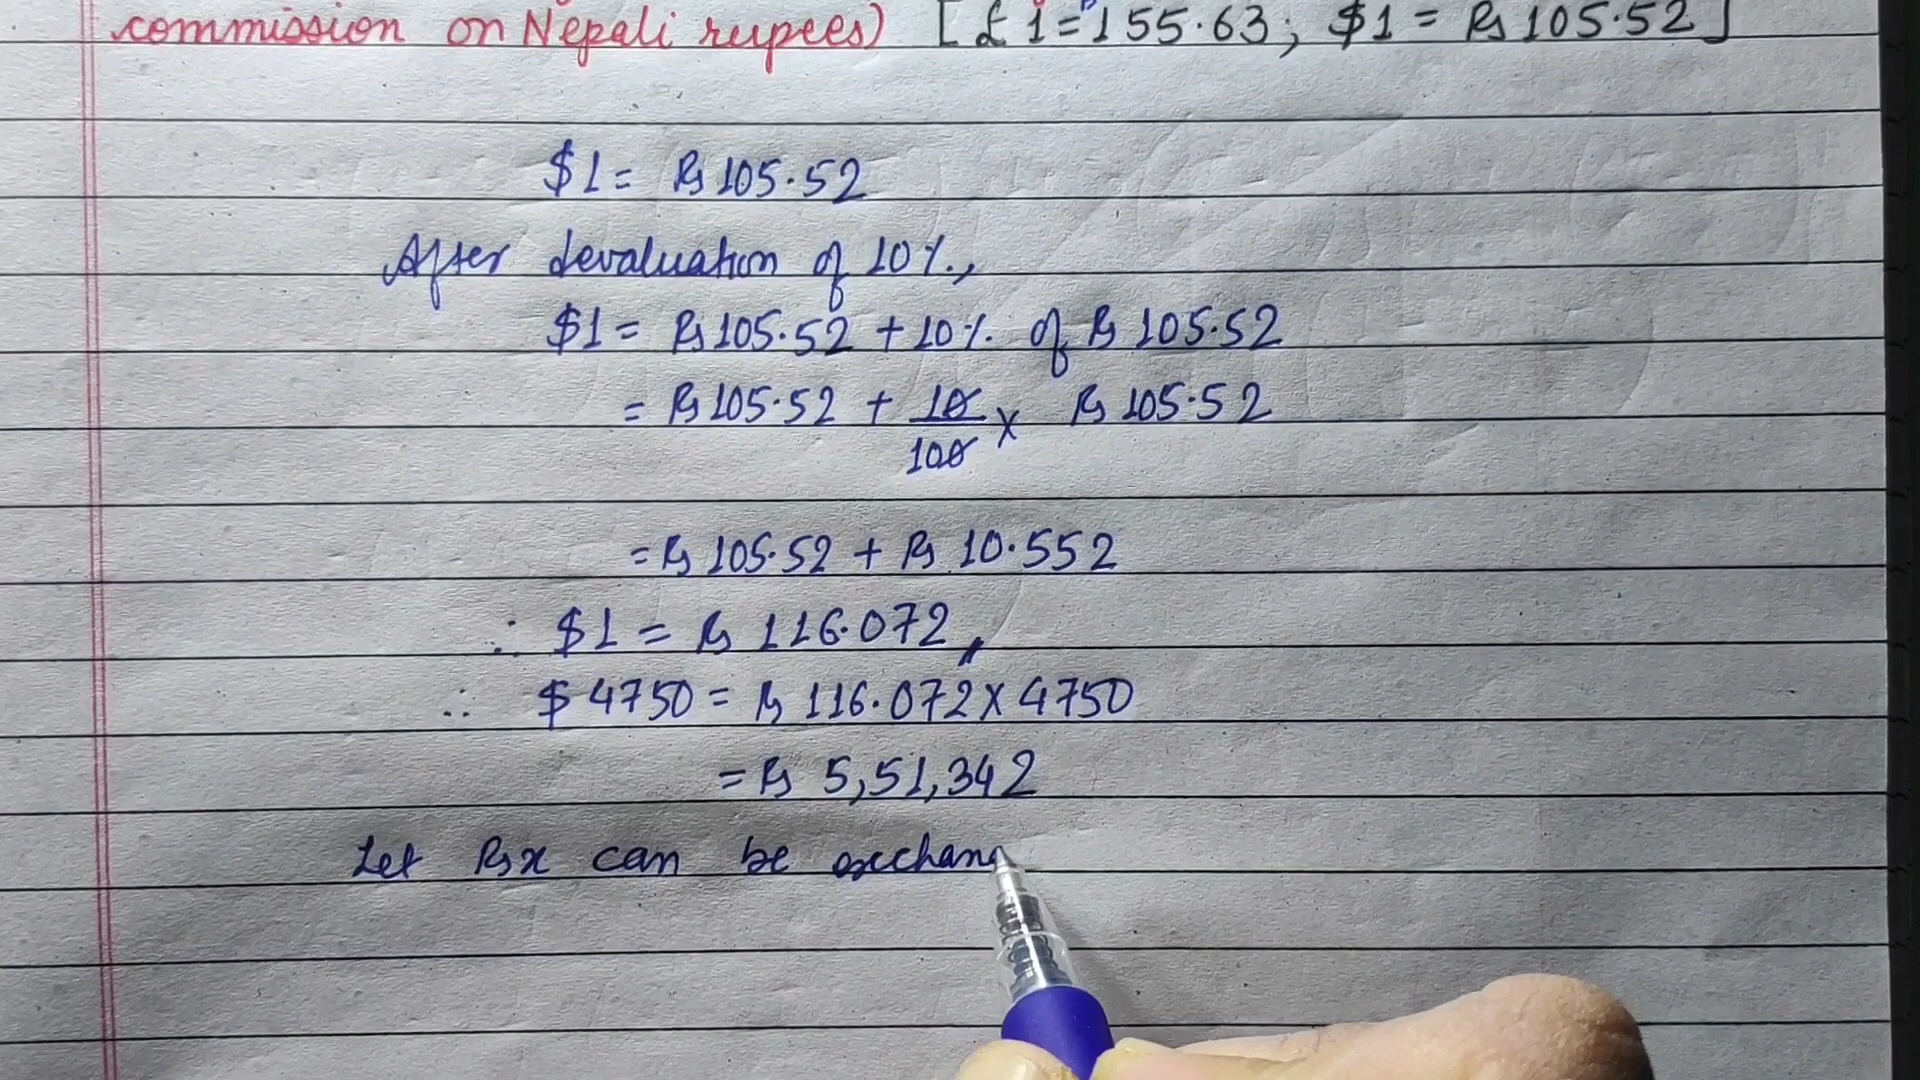 commission on Nepali rupees) [£1=155.63; $1 = Rs 105.52]
$1 = Rs 105.52
After devaluation of 10%,
$1 = Rs 105.52 + 10% of Rs 105.52
= Rs 105.52 + 10/100 × Rs 105.52
= Rs 105.52 + Rs 10.552
∴ $1 = Rs 116.072
∴ $ 4750 = Rs 116.072 × 4750
= Rs 5,51,342
Let Rs x can be exchang